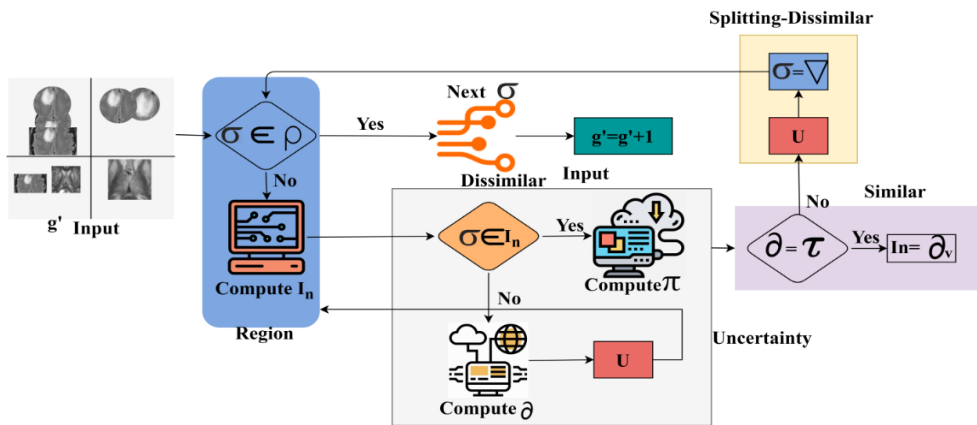 Splitting-Dissimilar
σ=▽
U
Next σ
σ ∈ ρ
Yes
g'=g'+1
Dissimilar
Input
No
g' Input
Similar
No
σ∈Iₙ
Yes
∂=τ
Yes
In= ∂ᵥ
Compute Iₙ
Compute π
No
Region
Uncertainty
U
Compute ∂